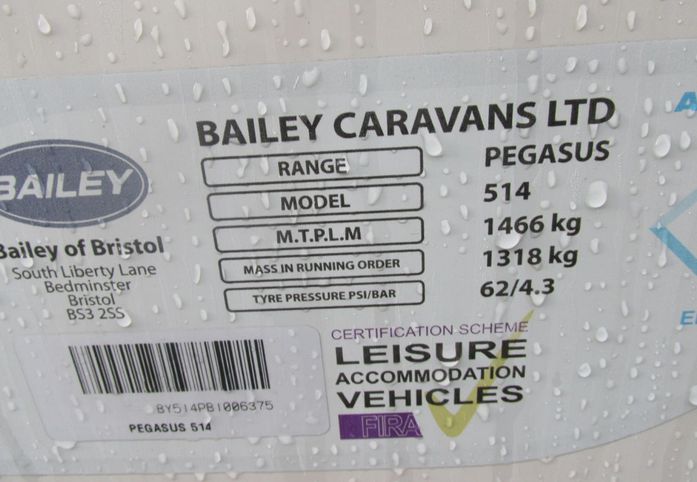 BAILEY CARAVANS LTD
BAILEY
Bailey of Bristol
South Liberty Lane
Bedminster
Bristol
BS3 2SS
RANGE PEGASUS
MODEL 514
M.T.P.L.M 1466 kg
MASS IN RUNNING ORDER 1318 kg
TYRE PRESSURE PSI/BAR 62/4.3
BY514PB1006375
PEGASUS 514
CERTIFICATION SCHEME
LEISURE
ACCOMMODATION
VEHICLES
FIRA